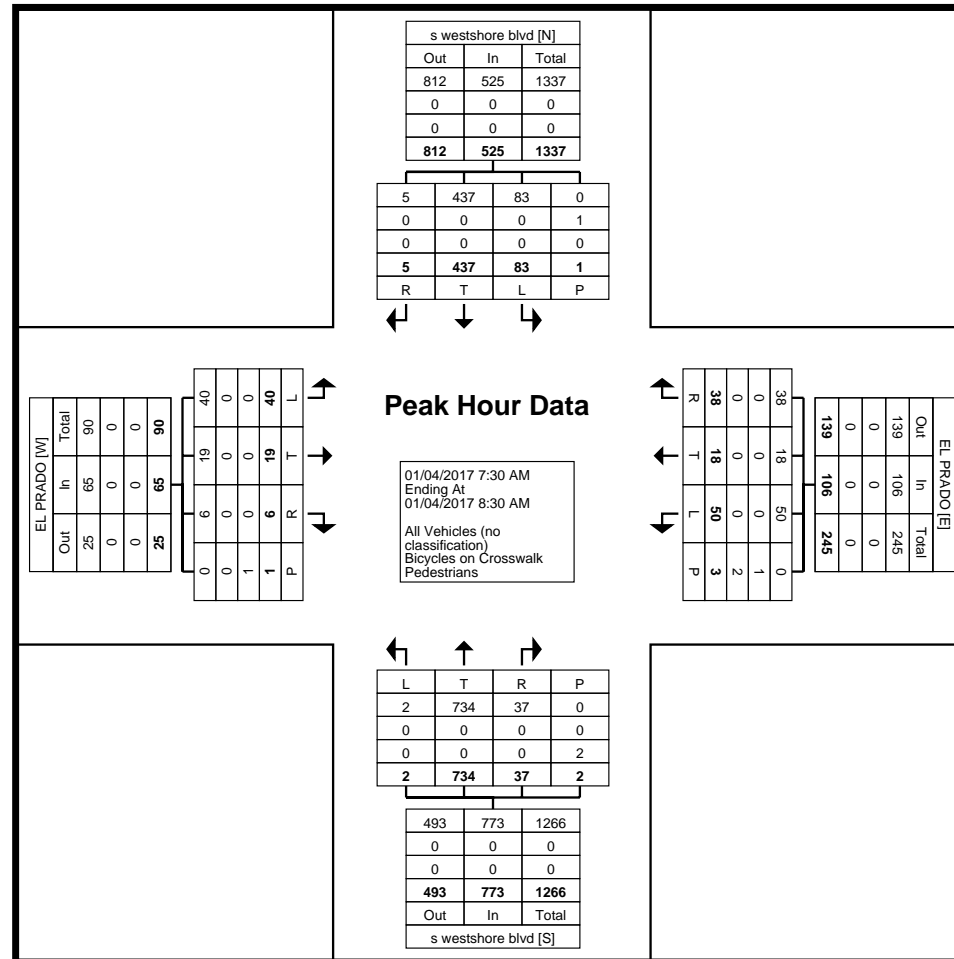 s westshore blvd [N]
Out In Total
812 525 1337
0 0 0
0 0 0
812 525 1337
5 437 83 0
0 0 0 1
0 0 0 0
5 437 83 1
R T L P
EL PRADO [W]
Out In Total
25 65 90
0 0 0
0 0 0
25 65 90
0 6 19 40
0 0 0 0
1 0 0 0
1 6 19 40
P R T L
Peak Hour Data
01/04/2017 7:30 AM
Ending At
01/04/2017 8:30 AM
All Vehicles (no
classification)
Bicycles on Crosswalk
Pedestrians
EL PRADO [E]
Out In Total
139 106 245
0 0 0
0 0 0
139 106 245
38 18 50 0
0 0 0 1
0 0 0 2
38 18 50 3
R T L P
L T R P
2 734 37 0
0 0 0 0
0 0 0 2
2 734 37 2
493 773 1266
0 0 0
0 0 0
493 773 1266
Out In Total
s westshore blvd [S]